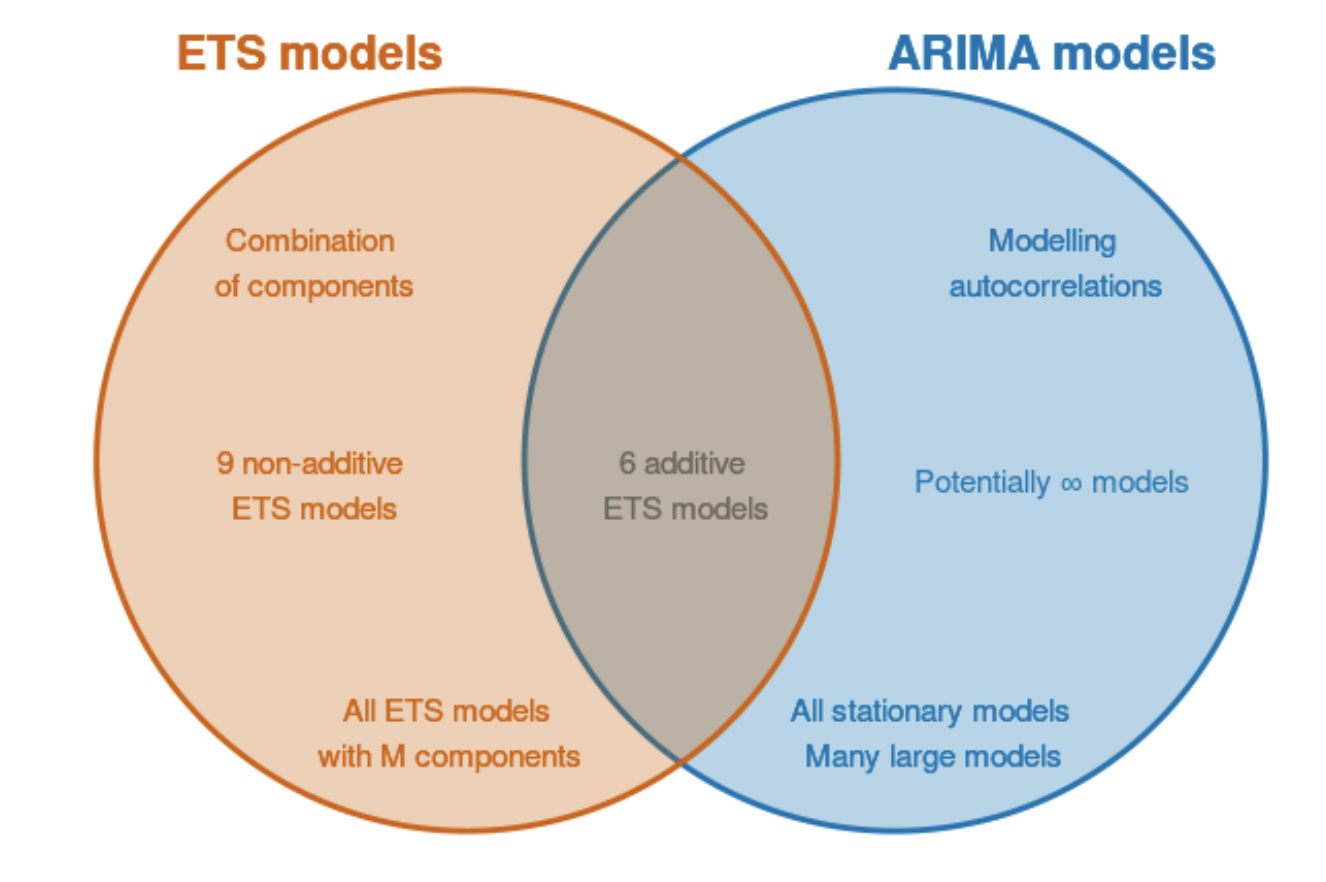 ETS models
ARIMA models
Combination
of components
Modelling
autocorrelations
9 non-additive
ETS models
6 additive
ETS models
Potentially ∞ models
All ETS models
with M components
All stationary models
Many large models